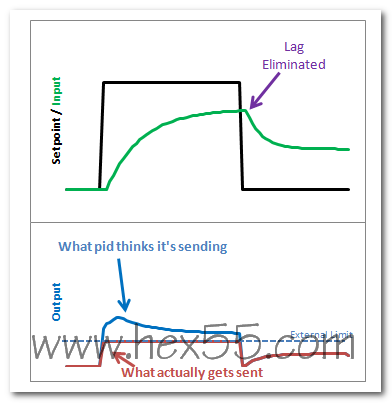 Lag
Eliminated
Setpoint / Input
What pid thinks it's sending
Output
External Limit
www.hex55.com
What actually gets sent